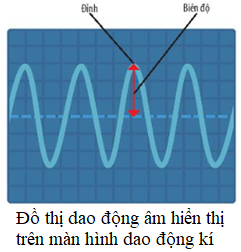 Đỉnh
Biên độ
Đồ thị dao động âm hiển thị
trên màn hình dao động kí